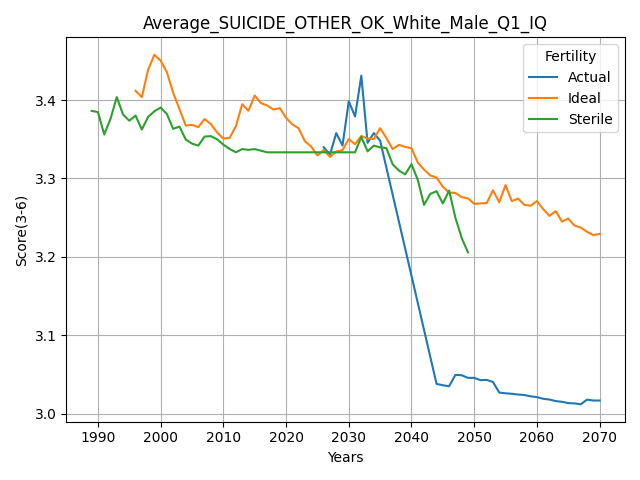 Average_SUICIDE_OTHER_OK_White_Male_Q1_IQ
Fertility
Actual
Ideal
Sterile
Score(3-6)
3.4
3.3
3.2
3.1
3.0
1990 2000 2010 2020 2030 2040 2050 2060 2070
Years